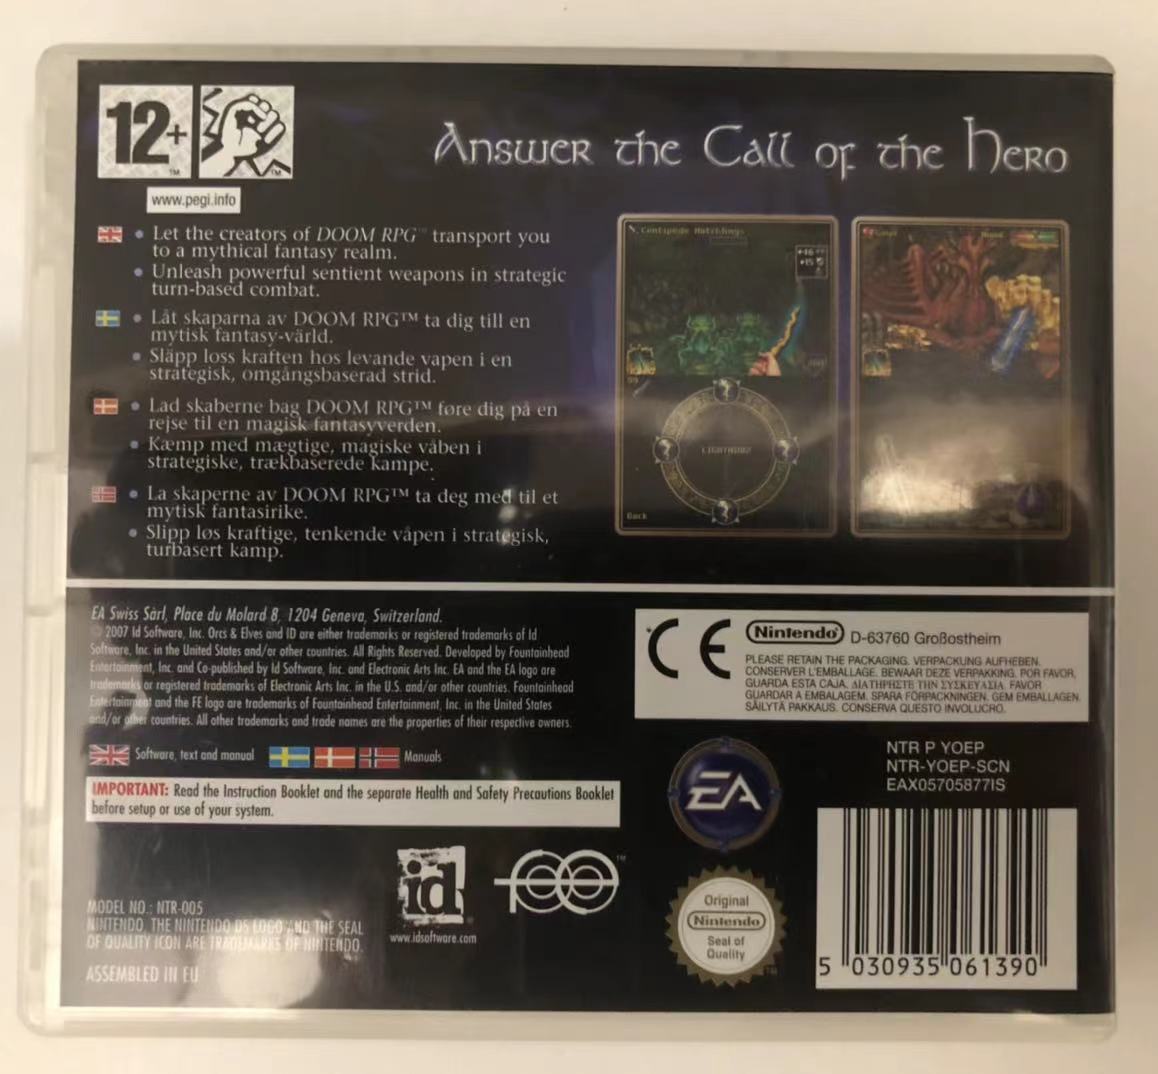 12+
TM
TM
www.pegi.info
Answer the Call of the Hero
Let the creators of DOOM RPG™ transport you
to a mythical fantasy realm.
Unleash powerful sentient weapons in strategic
turn-based combat.
Låt skaparna av DOOM RPG™ ta dig till en
mytisk fantasy-värld.
Släpp loss kraften hos levande vapen i en
strategisk, omgångsbaserad strid.
Lad skaberne bag DOOM RPG™ føre dig på en
rejse til en magisk fantasyverden.
Kæmp med mægtige, magiske våben i
strategiske, trækbaserede kampe.
La skaperne av DOOM RPG™ ta deg med til et
mytisk fantasirike.
Slipp løs kraftige, tenkende våpen i strategisk,
turbasert kamp.
Centipede Hatchlings
Back
EA Swiss Sàrl, Place du Molard 8, 1204 Geneva, Switzerland.
© 2007 Id Software, Inc. Orcs & Elves and ID are either trademarks or registered trademarks of Id
Software, Inc. in the United States and/or other countries. All Rights Reserved. Developed by Fountainhead
Entertainment, Inc. and Co-published by Id Software, Inc. and Electronic Arts Inc. EA and the EA logo are
trademarks or registered trademarks of Electronic Arts Inc. in the U.S. and/or other countries. Fountainhead
Entertainment and the FE logo are trademarks of Fountainhead Entertainment, Inc. in the United States
and/or other countries. All other trademarks and trade names are the properties of their respective owners.
Software, text and manual
Manuals
IMPORTANT: Read the Instruction Booklet and the separate Health and Safety Precautions Booklet
before setup or use of your system.
MODEL NO.: NTR-005
NINTENDO, THE NINTENDO DS LOGO AND THE SEAL
OF QUALITY ICON ARE TRADEMARKS OF NINTENDO.
ASSEMBLED IN EU
id
www.idsoftware.com
TM
CE
Nintendo® D-63760 Großostheim
PLEASE RETAIN THE PACKAGING. VERPACKUNG AUFHEBEN.
CONSERVER L'EMBALLAGE. BEWAAR DEZE VERPAKKING. POR FAVOR,
GUARDA ESTA CAJA. ΔΙΑΤΗΡΗΣΤΕ ΤΗΝ ΣΥΣΚΕΥΑΣΙΑ. FAVOR
GUARDAR A EMBALAGEM. SPARA FÖRPACKNINGEN. GEM EMBALLAGEN.
SÄILYTÄ PAKKAUS. CONSERVA QUESTO INVOLUCRO.
EA
NTR P YOEP
NTR-YOEP-SCN
EAX05705877IS
Original
Nintendo
Seal of
Quality
TM
5 030935 061390